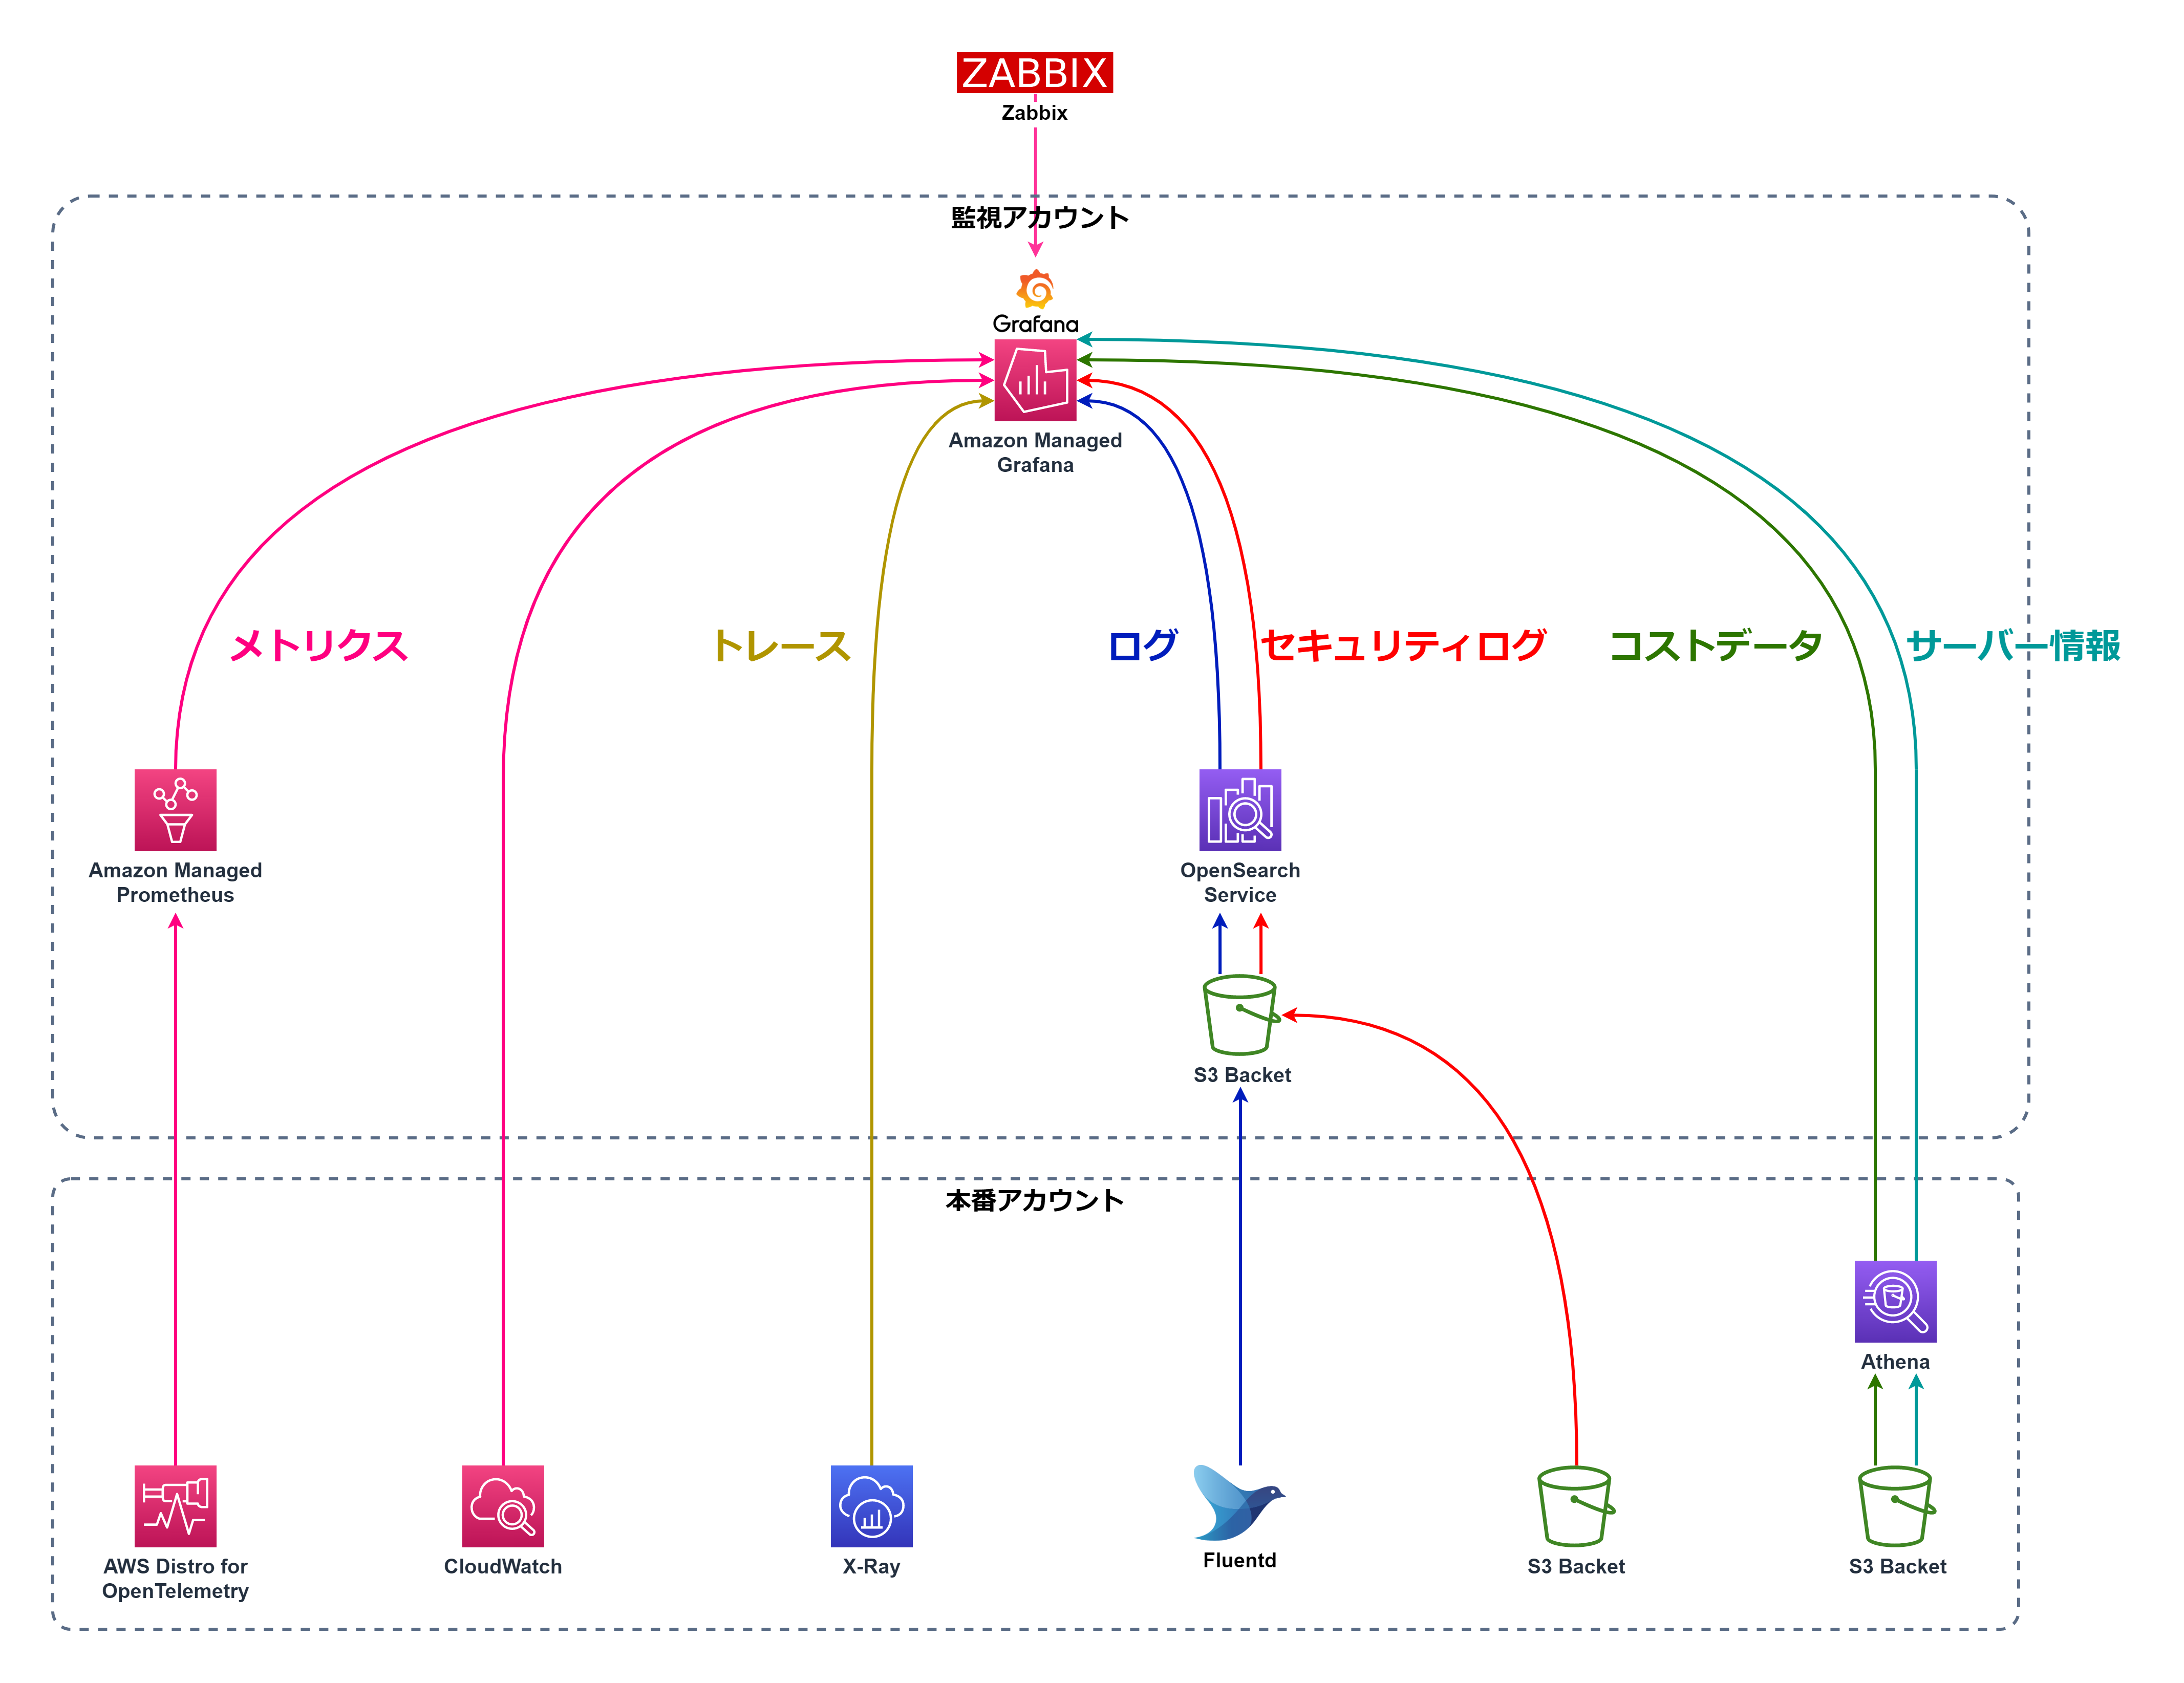 ZABBIX
Zabbix
監視アカウント
Grafana
Amazon Managed
Grafana
メトリクス
トレース
ログ
セキュリティログ
コストデータ
サーバー情報
Amazon Managed
Prometheus
OpenSearch
Service
S3 Backet
本番アカウント
Athena
AWS Distro for
OpenTelemetry
CloudWatch
X-Ray
Fluentd
S3 Backet
S3 Backet